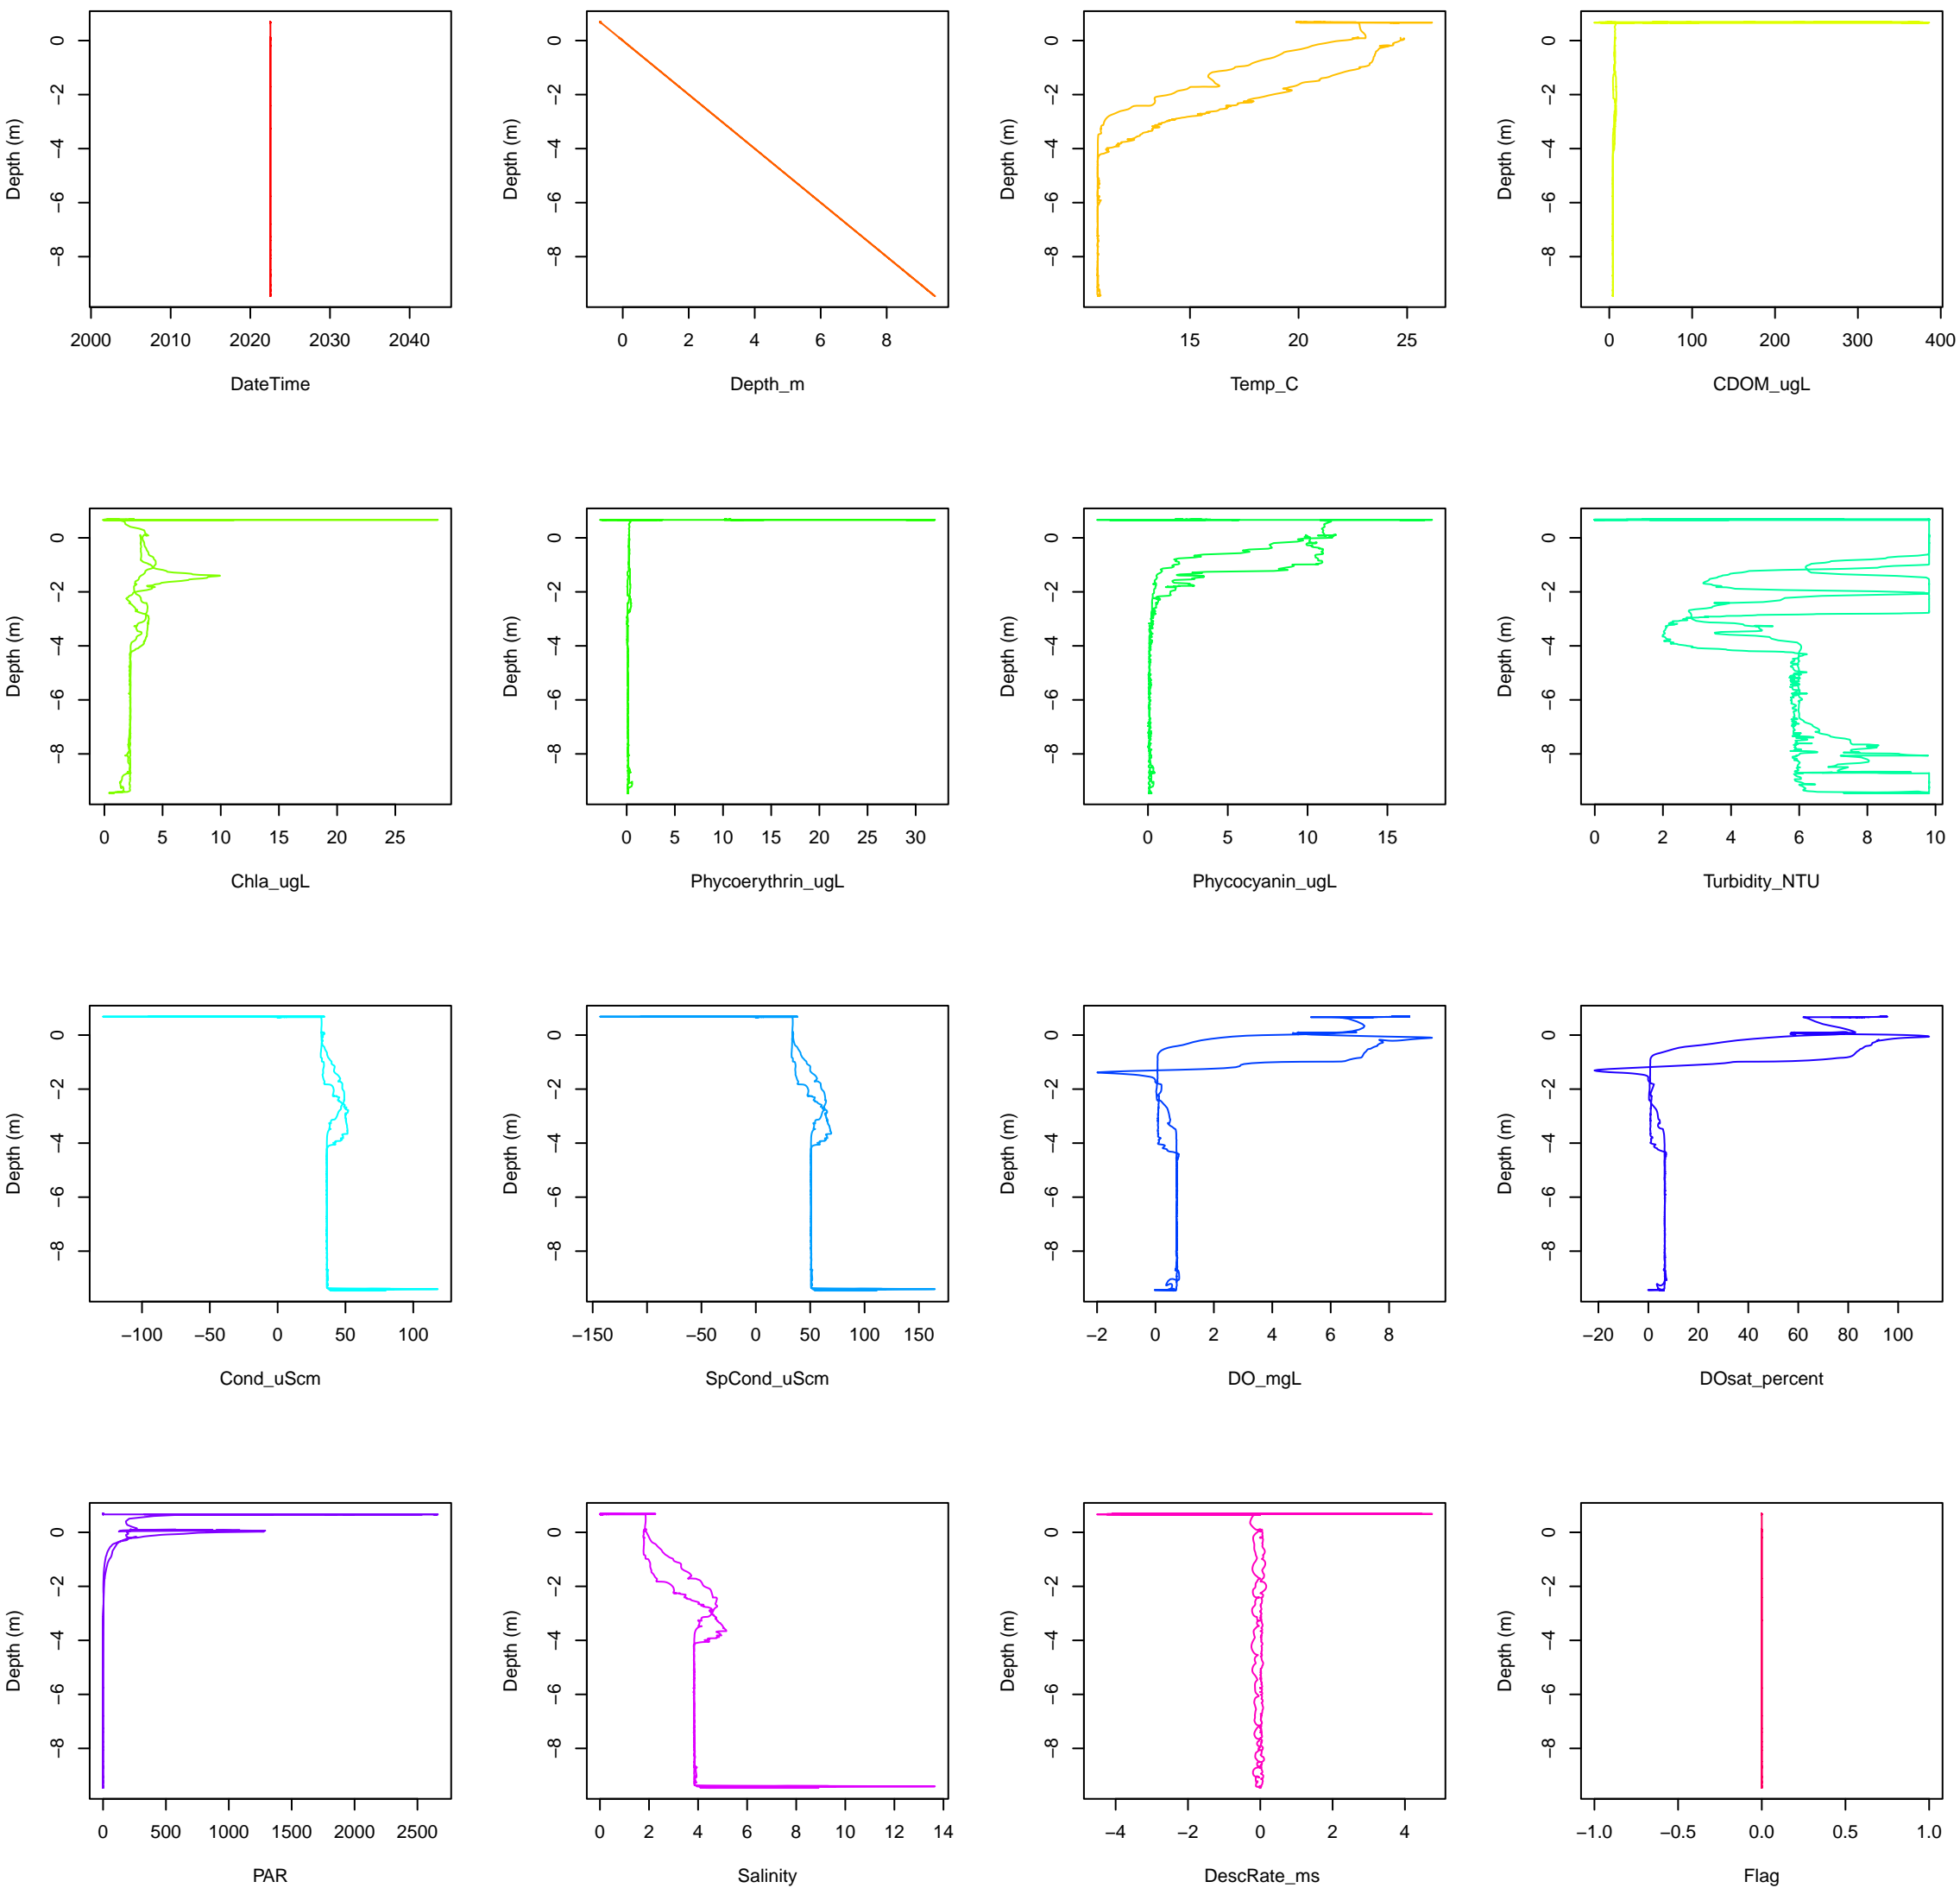 Depth (m)
0
−2
−4
−6
−8
2000 2010 2020 2030 2040
DateTime
Depth (m)
0
−2
−4
−6
−8
0 2 4 6 8
Depth_m
Depth (m)
0
−2
−4
−6
−8
15 20 25
Temp_C
Depth (m)
0
−2
−4
−6
−8
0 100 200 300 400
CDOM_ugL
Depth (m)
0
−2
−4
−6
−8
0 5 10 15 20 25
Chla_ugL
Depth (m)
0
−2
−4
−6
−8
0 5 10 15 20 25 30
Phycoerythrin_ugL
Depth (m)
0
−2
−4
−6
−8
0 5 10 15
Phycocyanin_ugL
Depth (m)
0
−2
−4
−6
−8
0 2 4 6 8 10
Turbidity_NTU
Depth (m)
0
−2
−4
−6
−8
−100 −50 0 50 100
Cond_uScm
Depth (m)
0
−2
−4
−6
−8
−150 −50 0 50 100 150
SpCond_uScm
Depth (m)
0
−2
−4
−6
−8
−2 0 2 4 6 8
DO_mgL
Depth (m)
0
−2
−4
−6
−8
−20 0 20 40 60 80 100
DOsat_percent
Depth (m)
0
−2
−4
−6
−8
0 500 1000 1500 2000 2500
PAR
Depth (m)
0
−2
−4
−6
−8
0 2 4 6 8 10 12 14
Salinity
Depth (m)
0
−2
−4
−6
−8
−4 −2 0 2 4
DescRate_ms
Depth (m)
0
−2
−4
−6
−8
−1.0 −0.5 0.0 0.5 1.0
Flag